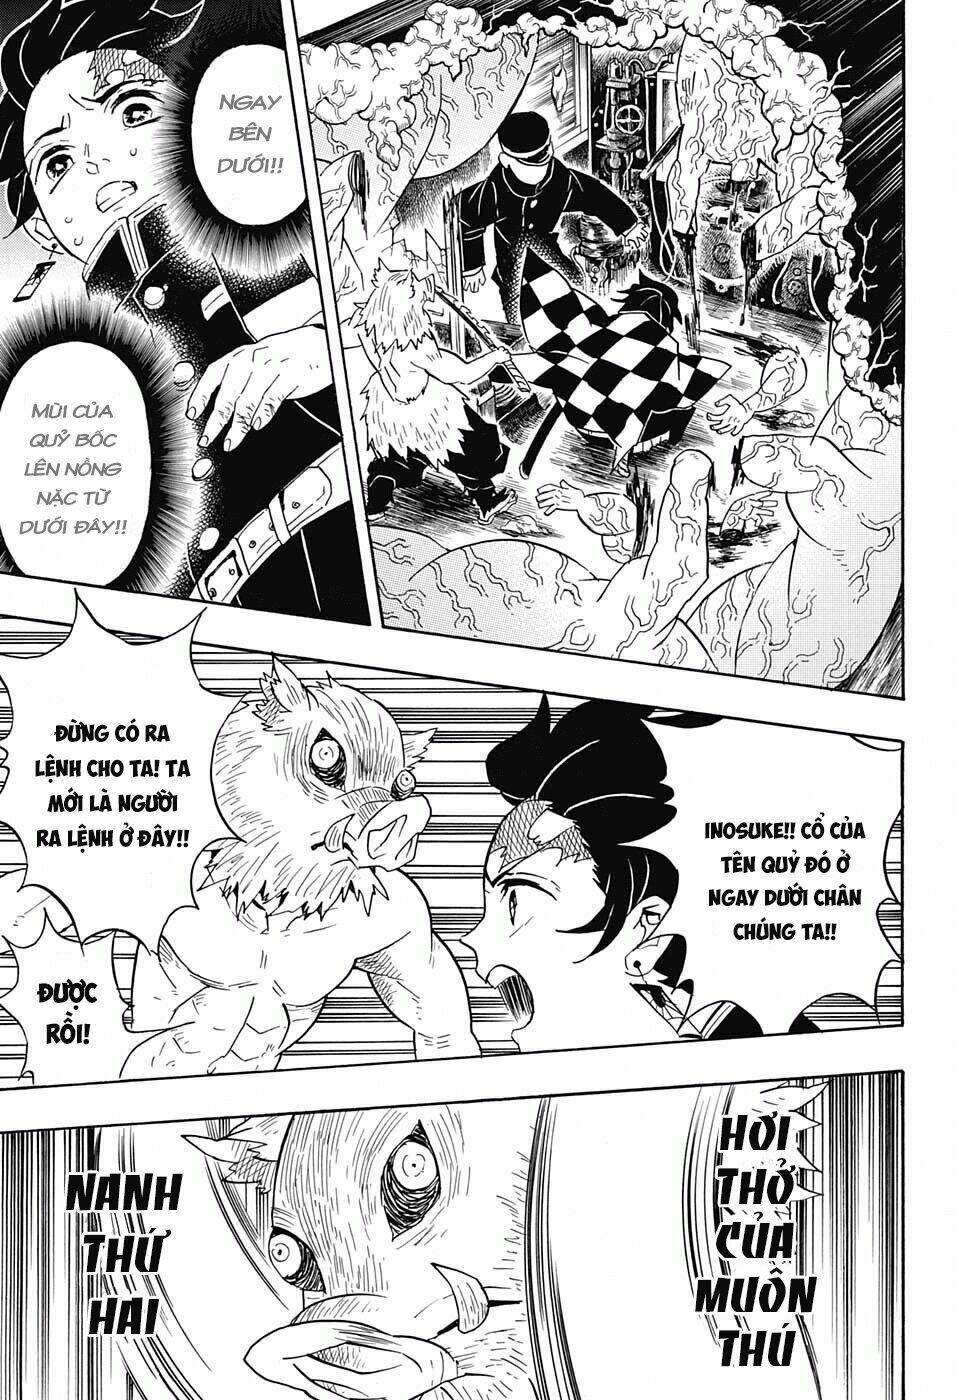 NGAY
BÊN
DƯỚI!!
MÙI CỦA
QUỶ BỐC
LÊN NỒNG
NẶC TỪ
DƯỚI ĐÂY!!
INOSUKE!! CỔ CỦA
TÊN QUỶ ĐÓ Ở
NGAY DƯỚI CHÂN
CHÚNG TA!!
ĐỪNG CÓ RA
LỆNH CHO TA! TA
MỚI LÀ NGƯỜI
RA LỆNH Ở ĐÂY!!
ĐƯỢC
RỒI!
HƠI
THỞ
CỦA
MUÔN
THÚ
NANH
THỨ
HAI